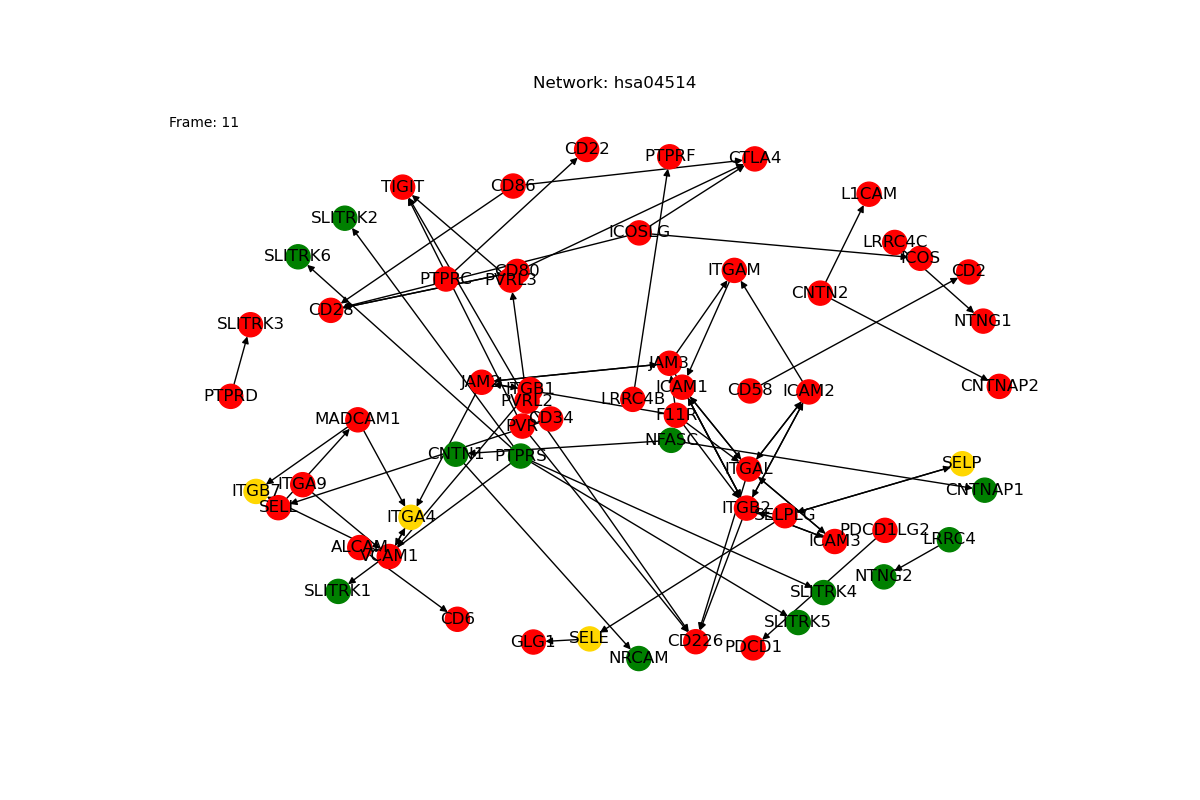 Network: hsa04514
Frame: 11
CD22
PTPRF
CTLA4
TIGIT
CD86
L1CAM
SLITRK2
ICOSLG
LRRC4C
SLITRK6
ICOS
CD80
ITGAM
CD2
PTPRC
PVRL3
CNTN2
CD28
NTNG1
SLITRK3
JAM3
JAM2
ITGB1
ICAM1
CD58
ICAM2
CNTNAP2
PTPRD
LRRC4B
PVRL2
F11R
MADCAM1
CD34
PVR
NFASC
CNTN1
PTPRS
SELP
ITGAL
ITGB7
ITGA9
CNTNAP1
SELL
ITGB2
SELPLG
ITGA4
PDCD1LG2
ICAM3
LRRC4
ALCAM
VCAM1
NTNG2
SLITRK1
SLITRK4
CD6
SLITRK5
GLG1
SELE
CD226
PDCD1
NRCAM